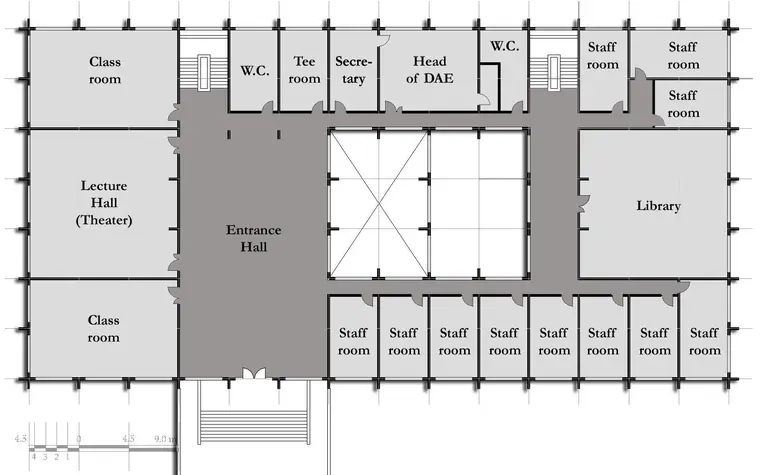 Class
room
W.C.
Tee
room
Secre-
tary
Head
of DAE
W.C.
Staff
room
Staff
room
Staff
room
Lecture
Hall
(Theater)
Entrance
Hall
Library
Class
room
Staff
room
Staff
room
Staff
room
Staff
room
Staff
room
Staff
room
Staff
room
Staff
room
4.5 0 4.5 9.0 m
4 3 2 1